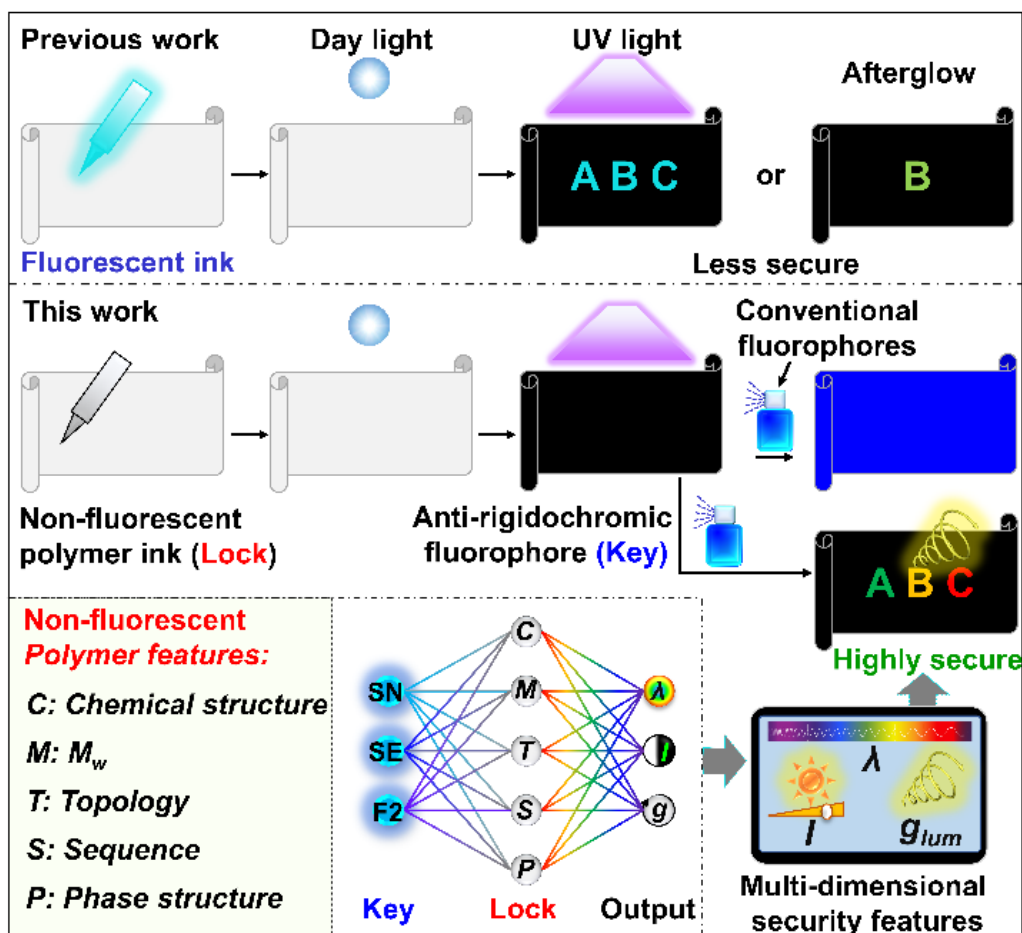 Previous work
Day light
UV light
Afterglow
A B C
or
B
Fluorescent ink
Less secure
This work
Conventional
fluorophores
Non-fluorescent
polymer ink (Lock)
Anti-rigidochromic
fluorophore (Key)
A B C
Highly secure
Non-fluorescent
Polymer features:
C: Chemical structure
M: Mw
T: Topology
S: Sequence
P: Phase structure
SN
SE
F2
C
M
T
S
P
λ
I
g
Key
Lock
Output
λ
I
glum
Multi-dimensional
security features